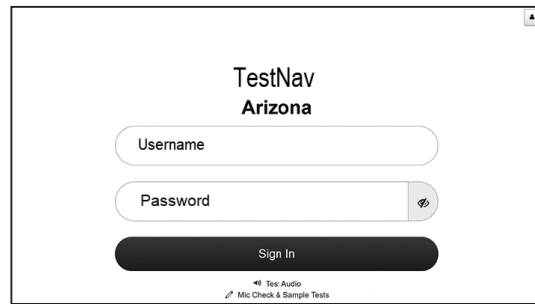 TestNav
Arizona
Username
Password
Sign In
Tes: Audio
Mic Check & Sample Tests